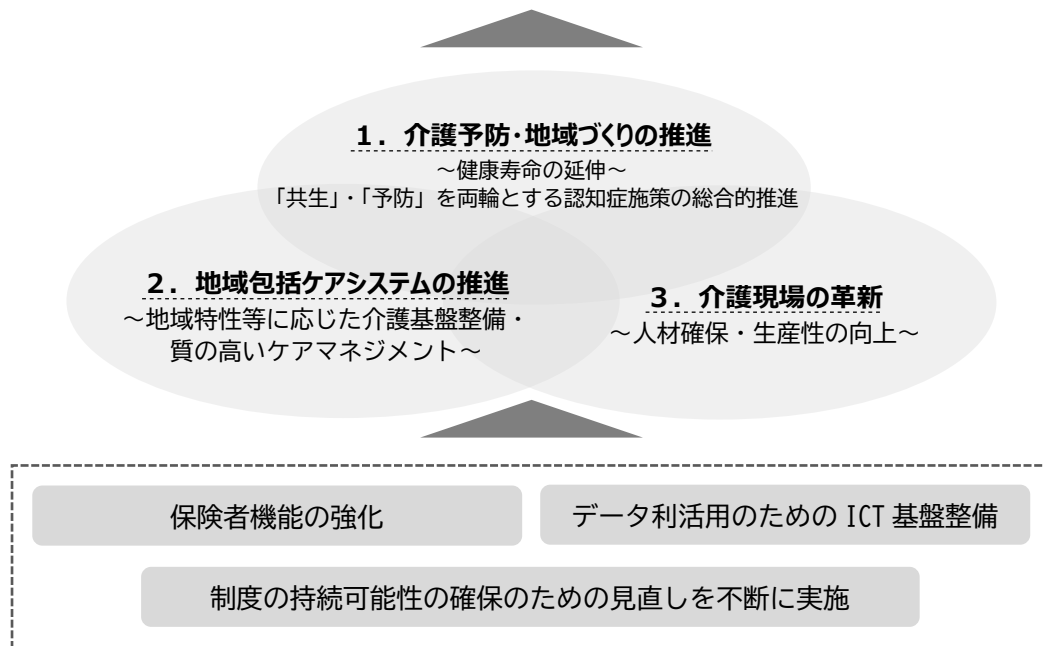 １．介護予防・地域づくりの推進
～健康寿命の延伸～
「共生」・「予防」を両輪とする認知症施策の総合的推進
２．地域包括ケアシステムの推進
～地域特性等に応じた介護基盤整備・
質の高いケアマネジメント～
３．介護現場の革新
～人材確保・生産性の向上～
保険者機能の強化
データ利活用のための ICT 基盤整備
制度の持続可能性の確保のための見直しを不断に実施